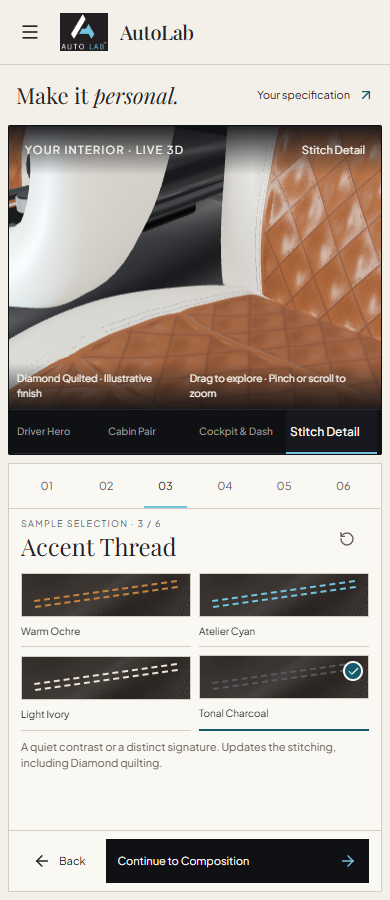 AUTO LAB
AutoLab
Make it personal.
Your specification
YOUR INTERIOR · LIVE 3D
Stitch Detail
Diamond Quilted · Illustrative
finish
Drag to explore · Pinch or scroll to
zoom
Driver Hero
Cabin Pair
Cockpit & Dash
Stitch Detail
01
02
03
04
05
06
SAMPLE SELECTION · 3 / 6
Accent Thread
Warm Ochre
Atelier Cyan
Light Ivory
Tonal Charcoal
A quiet contrast or a distinct signature. Updates the stitching,
including Diamond quilting.
Back
Continue to Composition